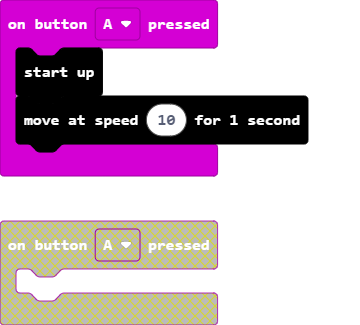 on button A pressed
start up
move at speed 10 for 1 second
on button A pressed